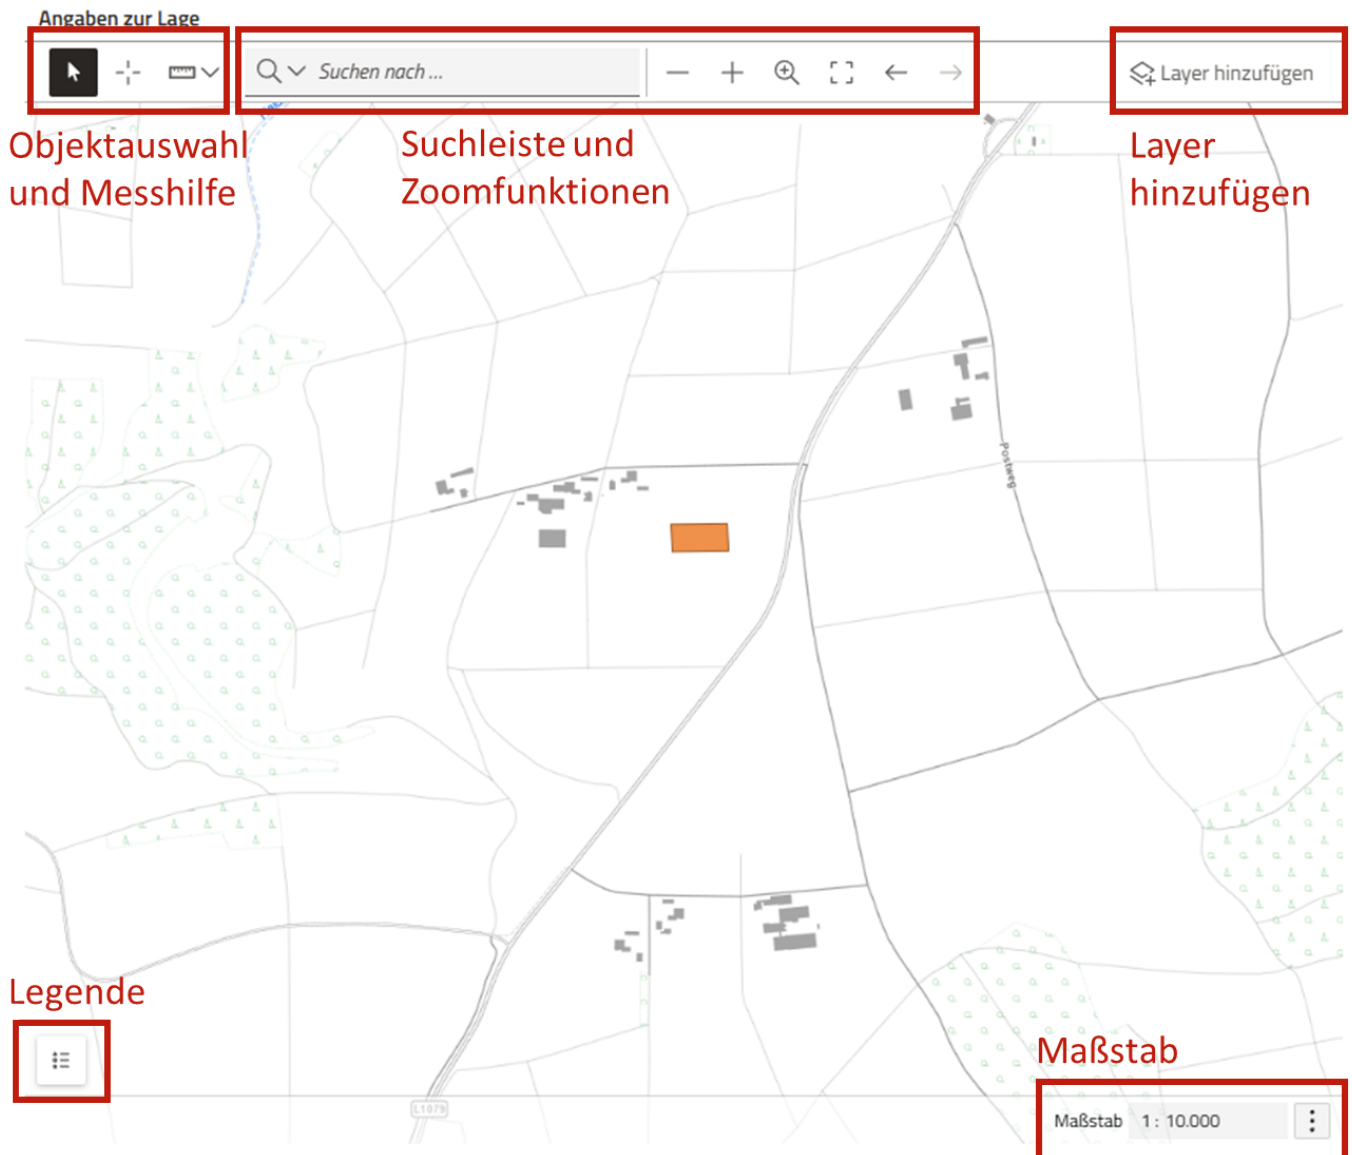 Angaben zur Lage
Suchen nach ...
Layer hinzufügen
Objektauswahl
und Messhilfe
Suchleiste und
Zoomfunktionen
Layer
hinzufügen
Postweg
Legende
Maßstab
L1079
Maßstab 1 : 10.000